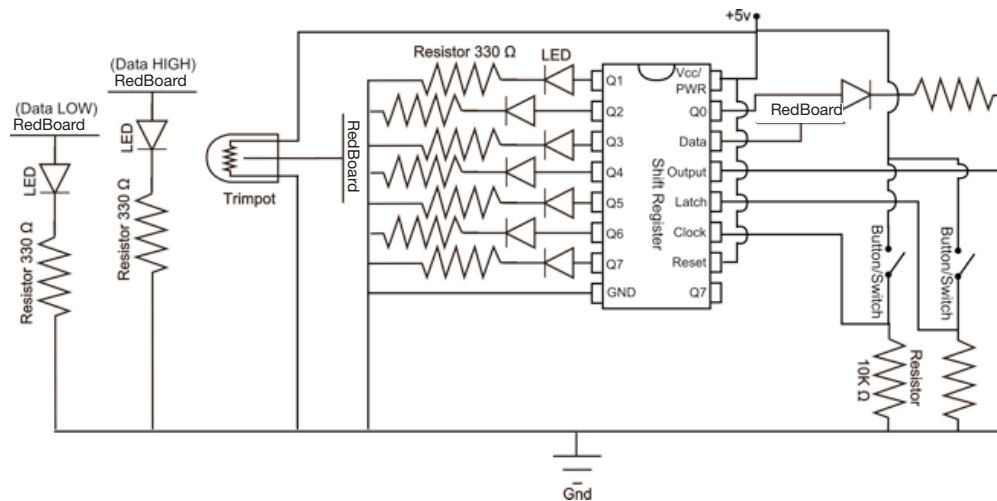 +5v
(Data HIGH)
RedBoard
(Data LOW)
RedBoard
LED
LED
Resistor 330 Ω
Resistor 330 Ω
Trimpot
RedBoard
Resistor 330 Ω
LED
Q1
Q2
Q3
Q4
Q5
Q6
Q7
GND
Shift Register
Vcc/
PWR
Q0
Data
Output
Latch
Clock
Reset
Q7
RedBoard
Button/Switch
Button/Switch
Resistor
10K Ω
Gnd